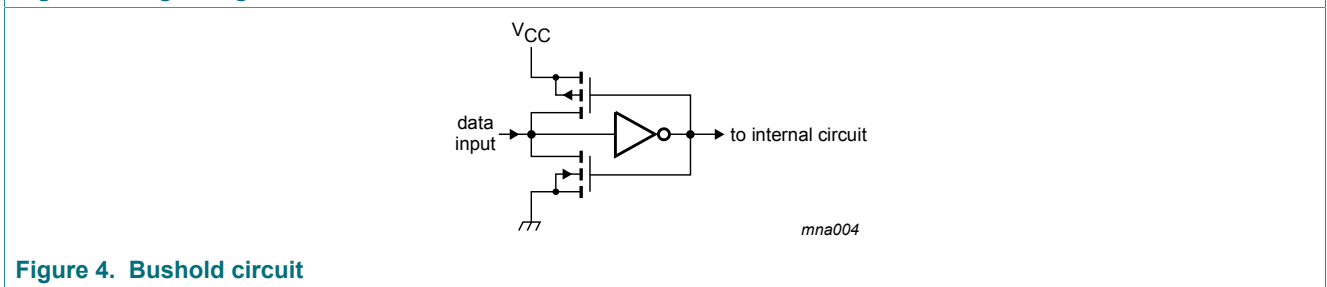 VCC
data
input
to internal circuit
mna004
Figure 4. Bushold circuit